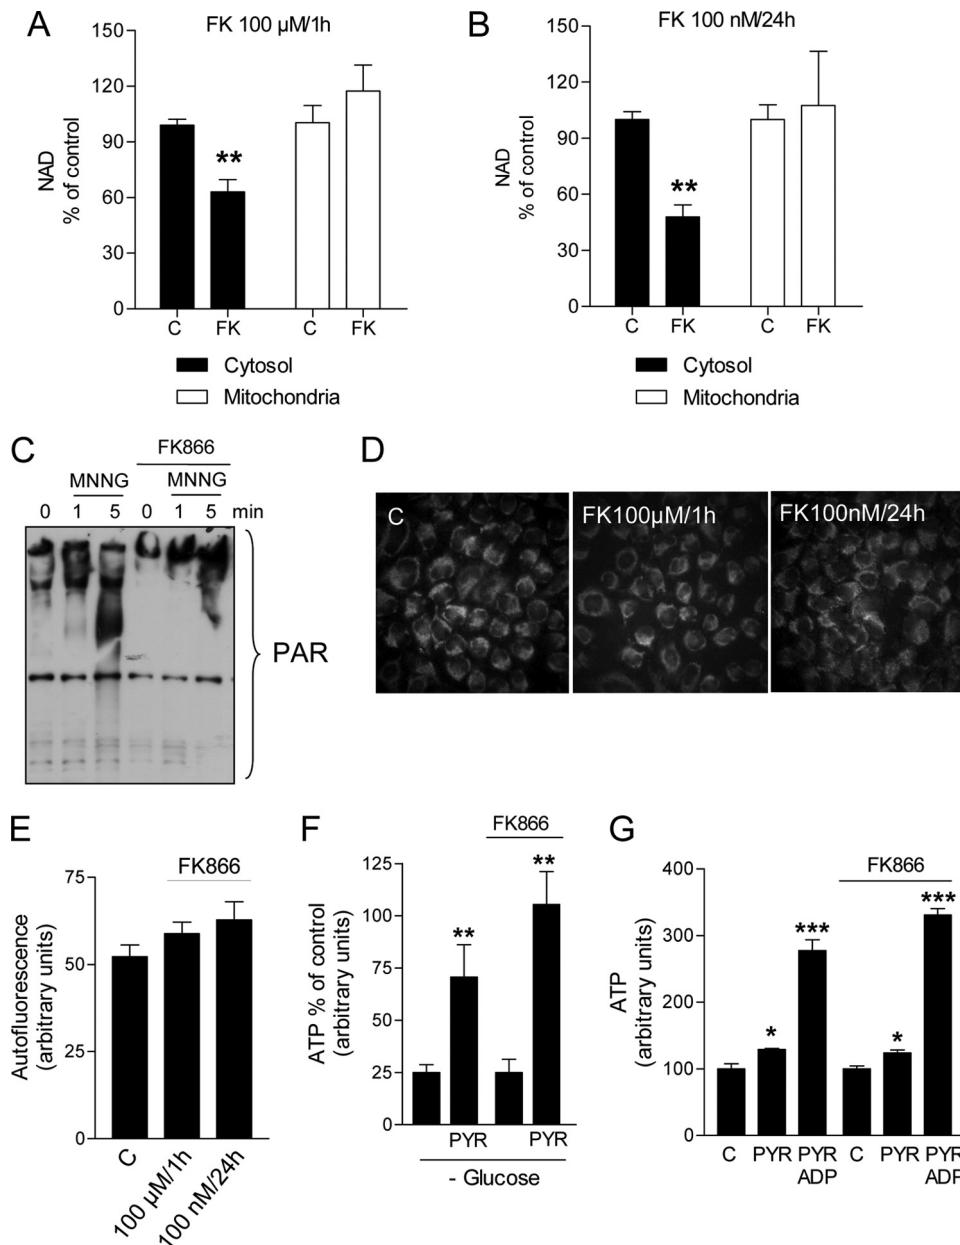 A
FK 100 µM/1h
NAD
% of control
150
120
90
60
30
0
**
C
FK
C
FK
Cytosol
Mitochondria
B
FK 100 nM/24h
NAD
% of control
150
100
50
0
**
C
FK
C
FK
Cytosol
Mitochondria
C
FK866
MNNG
MNNG
0 1 5 0 1 5 min
PAR
D
C
FK100µM/1h
FK100nM/24h
E
FK866
Autofluorescence
(arbitrary units)
75
50
25
0
C
100 µM/1h
100 nM/24h
F
FK866
ATP % of control
(arbitrary units)
125
100
75
50
25
0
**
**
PYR
PYR
- Glucose
G
FK866
ATP
(arbitrary units)
400
300
200
100
0
*
***
*
***
C PYR PYR C PYR PYR
ADP ADP